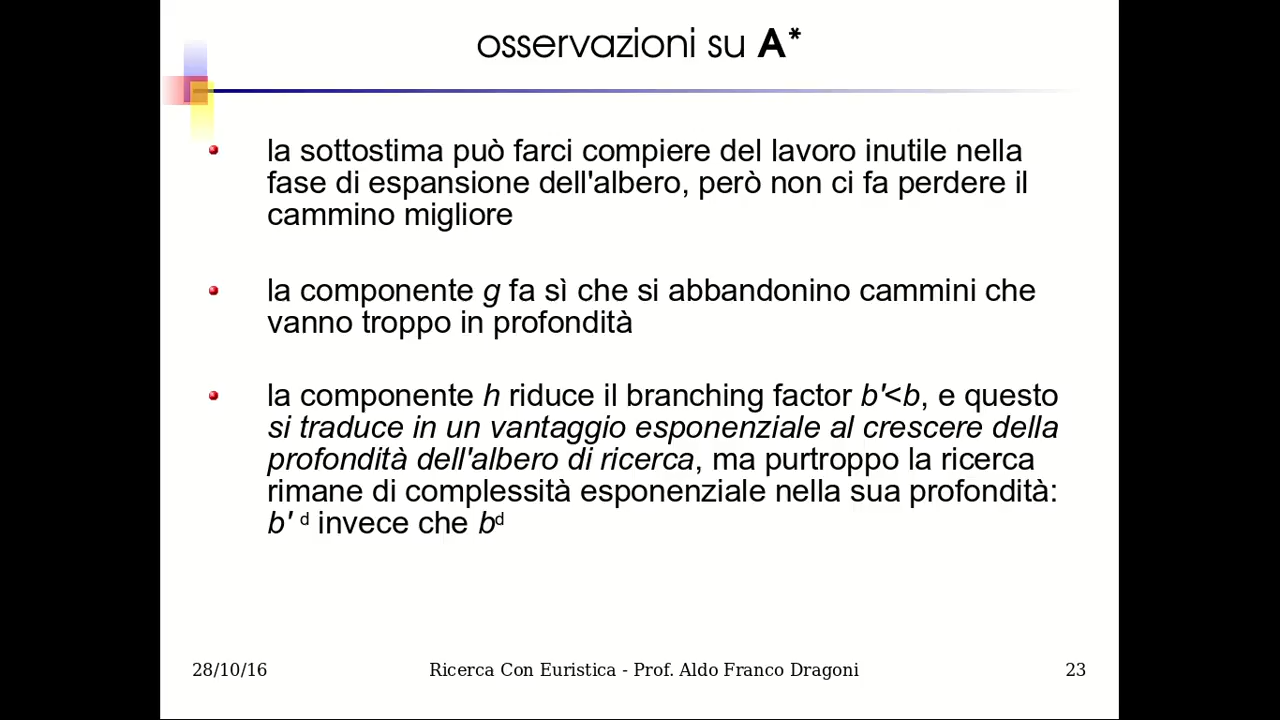 osservazioni su A*
la sottostima può farci compiere del lavoro inutile nella
fase di espansione dell'albero, però non ci fa perdere il
cammino migliore
la componente g fa sì che si abbandonino cammini che
vanno troppo in profondità
la componente h riduce il branching factor b'<b, e questo
si traduce in un vantaggio esponenziale al crescere della
profondità dell'albero di ricerca, ma purtroppo la ricerca
rimane di complessità esponenziale nella sua profondità:
b' ᵈ invece che bᵈ
28/10/16 Ricerca Con Euristica - Prof. Aldo Franco Dragoni 23